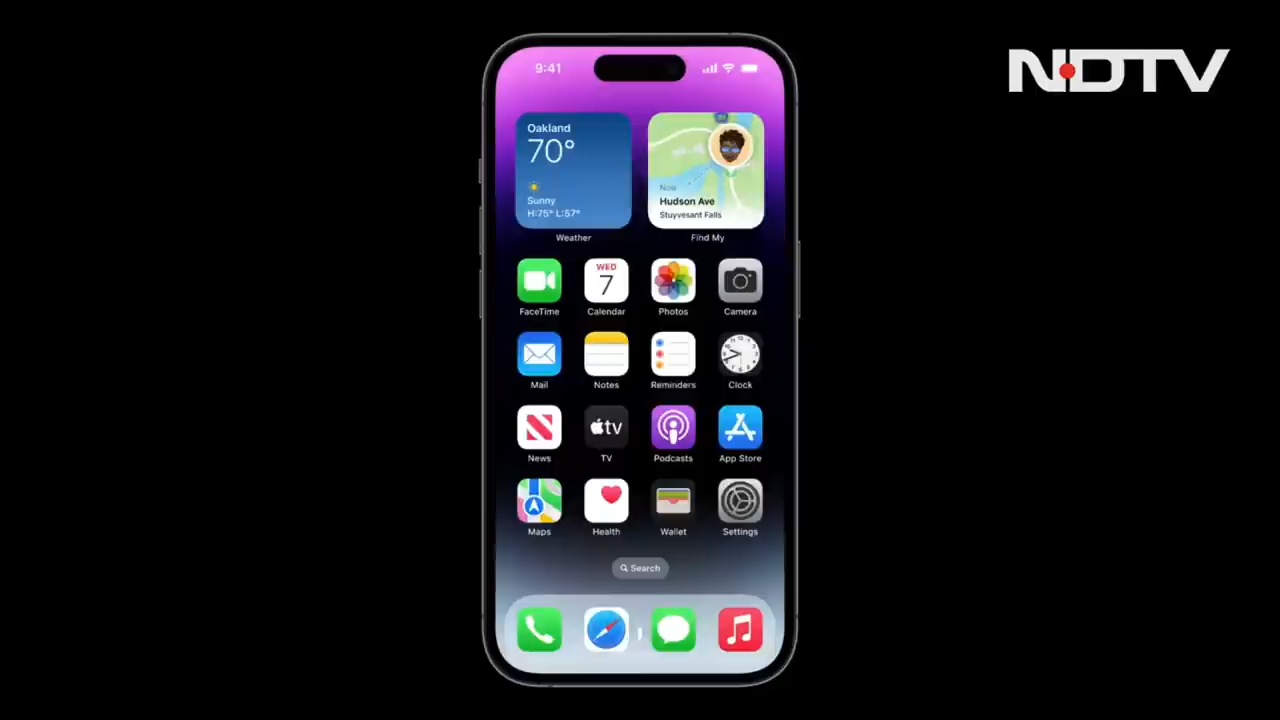 9:41
NDTV
Oakland
70°
Sunny
H:75° L:57°
Weather
Now
Hudson Ave
Stuyvesant Falls
Find My
FaceTime
WED
7
Calendar
Photos
Camera
Mail
Notes
Reminders
Clock
News
tv
TV
Podcasts
App Store
Maps
Health
Wallet
Settings
Search